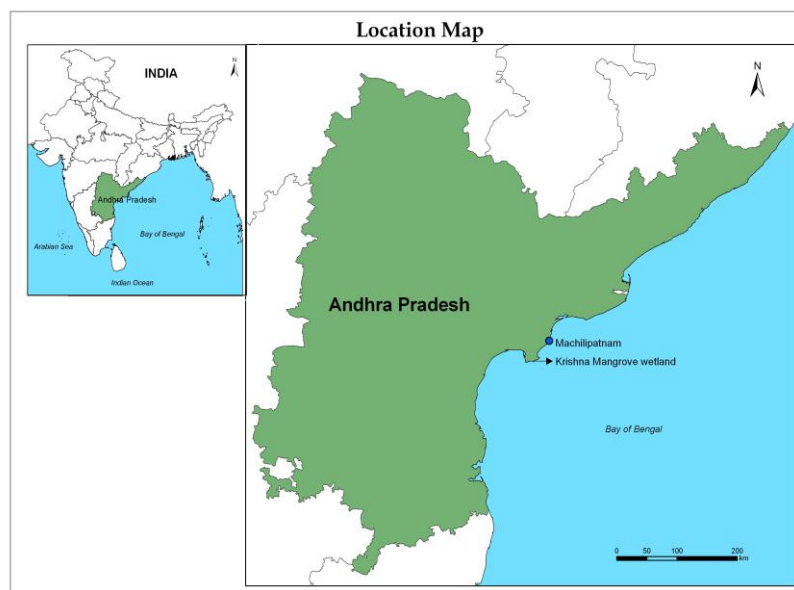 Location Map
INDIA
N
Andhra Pradesh
Arabian Sea
Bay of Bengal
Indian Ocean
N
Andhra Pradesh
Machilipatnam
Krishna Mangrove wetland
Bay of Bengal
0 50 100 200
km